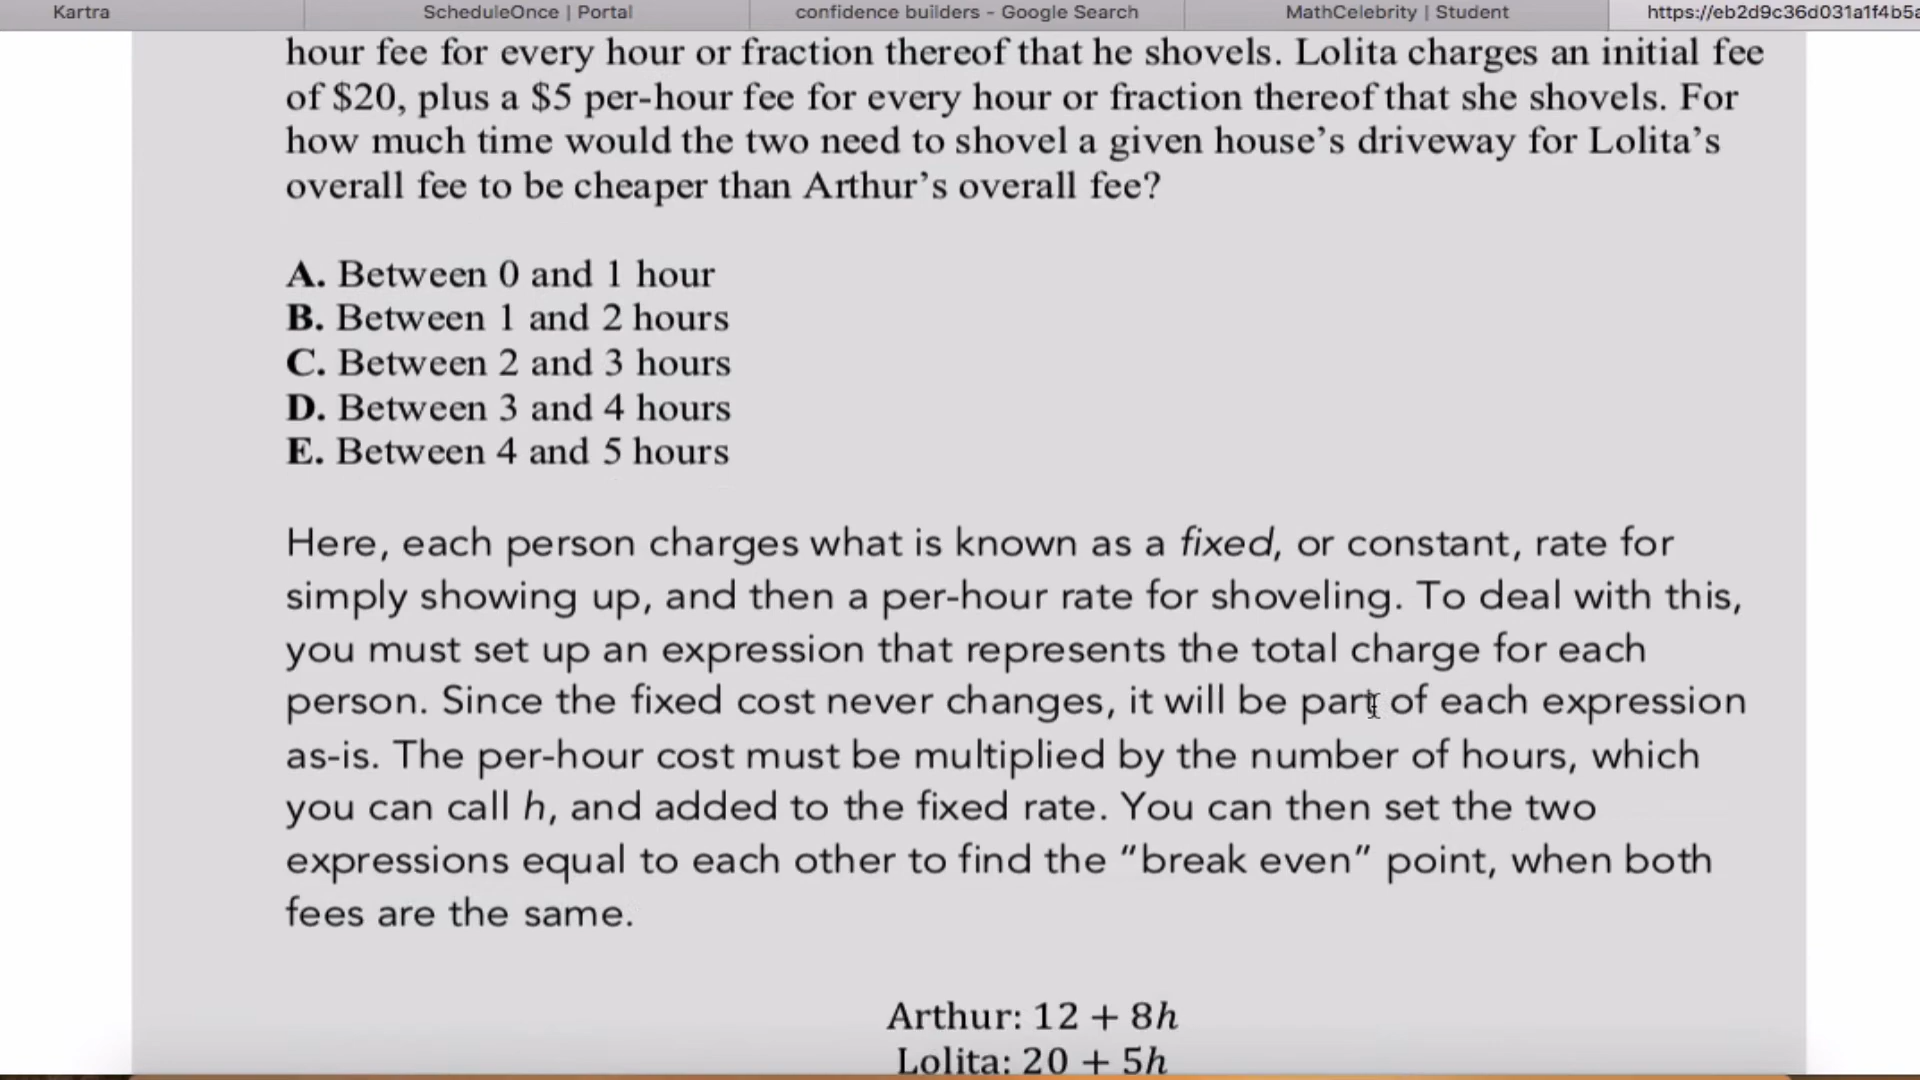 Kartra
ScheduleOnce | Portal
confidence builders - Google Search
MathCelebrity | Student
https://eb2d9c36d031a1f4b5a
hour fee for every hour or fraction thereof that he shovels. Lolita charges an initial fee
of $20, plus a $5 per-hour fee for every hour or fraction thereof that she shovels. For
how much time would the two need to shovel a given house’s driveway for Lolita’s
overall fee to be cheaper than Arthur’s overall fee?
A. Between 0 and 1 hour
B. Between 1 and 2 hours
C. Between 2 and 3 hours
D. Between 3 and 4 hours
E. Between 4 and 5 hours
Here, each person charges what is known as a fixed, or constant, rate for
simply showing up, and then a per-hour rate for shoveling. To deal with this,
you must set up an expression that represents the total charge for each
person. Since the fixed cost never changes, it will be part of each expression
as-is. The per-hour cost must be multiplied by the number of hours, which
you can call h, and added to the fixed rate. You can then set the two
expressions equal to each other to find the “break even” point, when both
fees are the same.
Arthur: 12 + 8h
Lolita: 20 + 5h